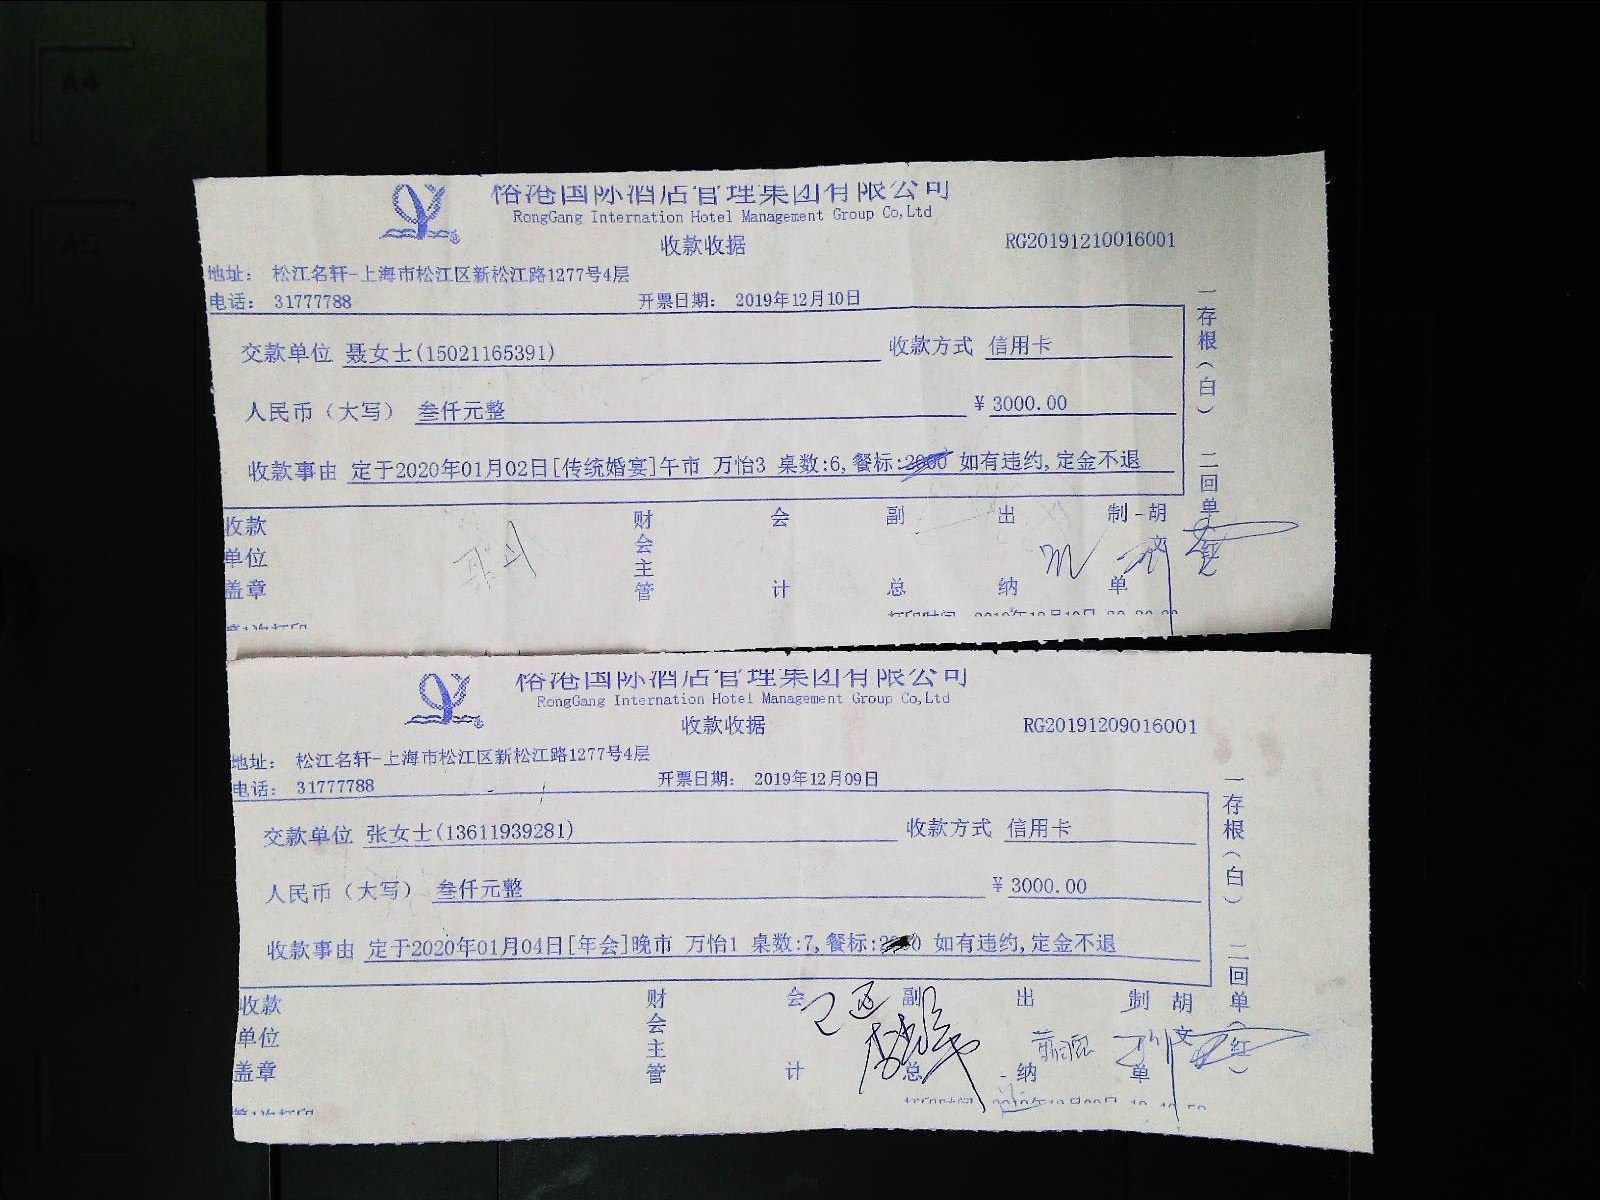 A4
A5
国际酒店管理集团有限公司
RongGang Internation Hotel Management Group Co,Ltd
收款收据 RG20191210016001
地址: 松江名轩-上海市松江区新松江路1277号4层
电话: 31777788 开票日期: 2019年12月10日
交款单位 聂女士(15021165391) 收款方式 信用卡
人民币（大写） 叁仟元整 ¥3000.00
收款事由 定于2020年01月02日[传统婚宴]午市 万怡3 桌数:6,餐标: 如有违约,定金不退
一存根(白) 二回单(红)
收款单位盖章 财会主管 会计 副总 出纳 制单 胡文
国际酒店管理集团有限公司
RongGang Internation Hotel Management Group Co,Ltd
收款收据 RG20191209016001
地址: 松江名轩-上海市松江区新松江路1277号4层
电话: 31777788 开票日期: 2019年12月09日
交款单位 张女士(13611939281) 收款方式 信用卡
人民币（大写） 叁仟元整 ¥3000.00
收款事由 定于2020年01月04日[年会]晚市 万怡1 桌数:7,餐标: 如有违约,定金不退
一存根(白) 二回单(红)
收款单位盖章 财会主管 会计 副总 出纳 制单 胡文